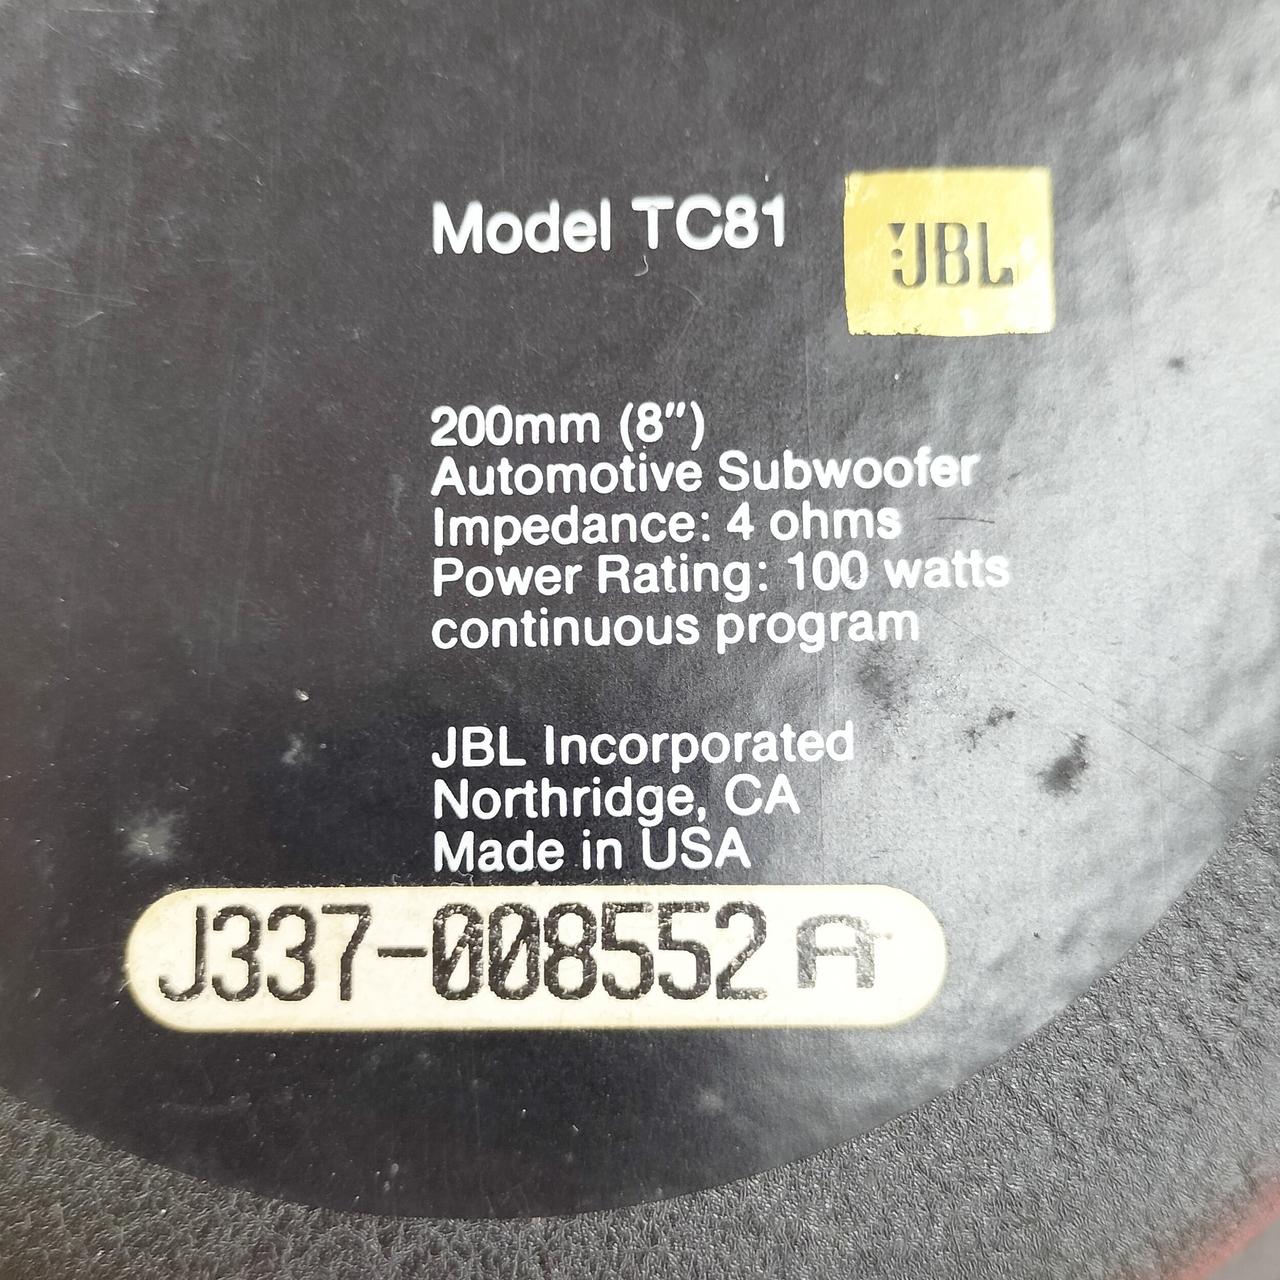 Model TC81
JBL
200mm (8″)
Automotive Subwoofer
Impedance: 4 ohms
Power Rating: 100 watts
continuous program
JBL Incorporated
Northridge, CA
Made in USA
J337-008552 A